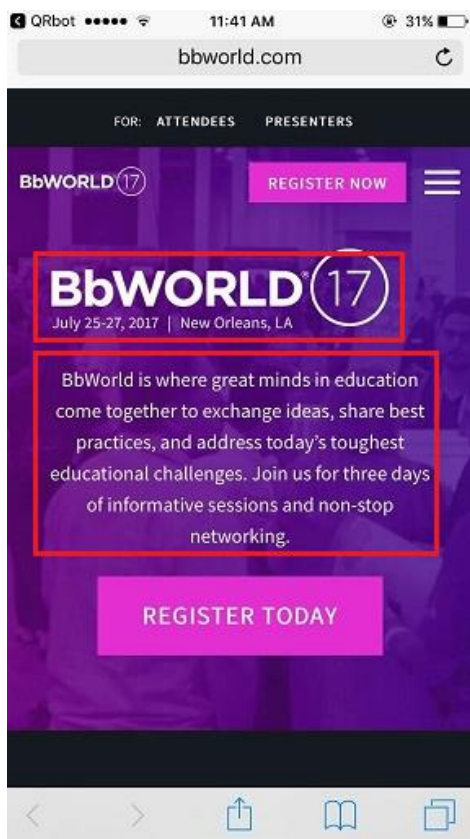 QRbot 11:41 AM 31%
bbworld.com
FOR: ATTENDEES PRESENTERS
BbWORLD 17 REGISTER NOW
BbWORLD® 17
July 25-27, 2017 | New Orleans, LA
BbWorld is where great minds in education
come together to exchange ideas, share best
practices, and address today's toughest
educational challenges. Join us for three days
of informative sessions and non-stop
networking.
REGISTER TODAY